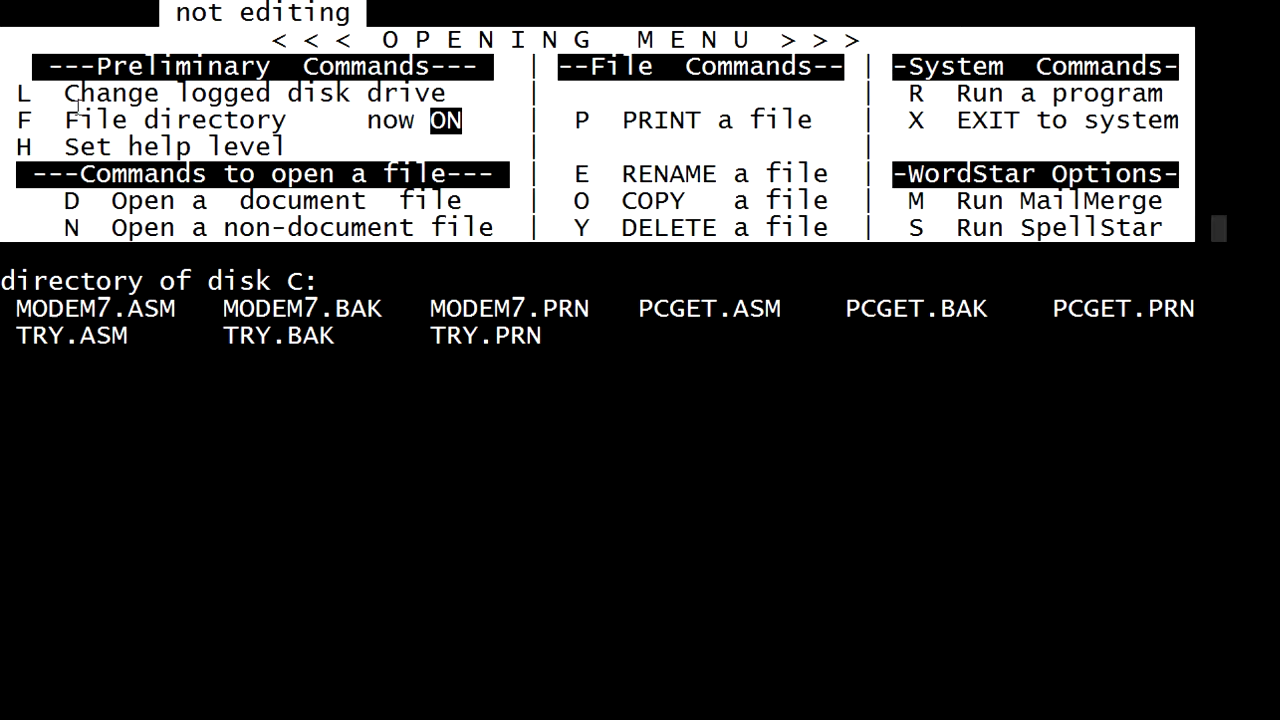 not editing
< < < O P E N I N G   M E N U > > >
---Preliminary Commands--- | --File Commands-- | -System Commands-
L Change logged disk drive | | R Run a program
F File directory now ON | P PRINT a file | X EXIT to system
H Set help level | |
---Commands to open a file--- | E RENAME a file | -WordStar Options-
D Open a document file | O COPY a file | M Run MailMerge
N Open a non-document file | Y DELETE a file | S Run SpellStar
directory of disk C:
MODEM7.ASM MODEM7.BAK MODEM7.PRN PCGET.ASM PCGET.BAK PCGET.PRN
TRY.ASM TRY.BAK TRY.PRN